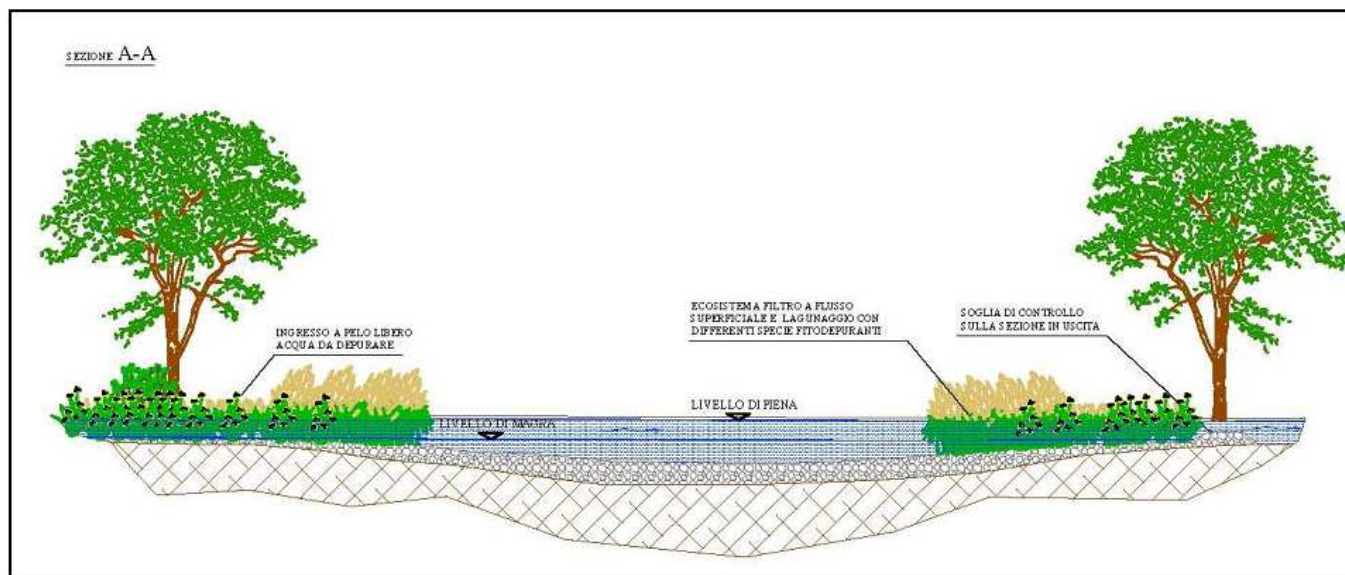 SEZIONE A-A
ECOSISTEMA FILTRO A FLUSSO
SUPERFICIALE E LAGUNAGGIO CON
DIFFERENTI SPECIE FITODEPURANTI
SOGLIA DI CONTROLLO
SULLA SEZIONE IN USCITA
INGRESSO A PELO LIBERO
ACQUA DA DEPURARE
LIVELLO DI PIENA
LIVELLO DI MAGRA